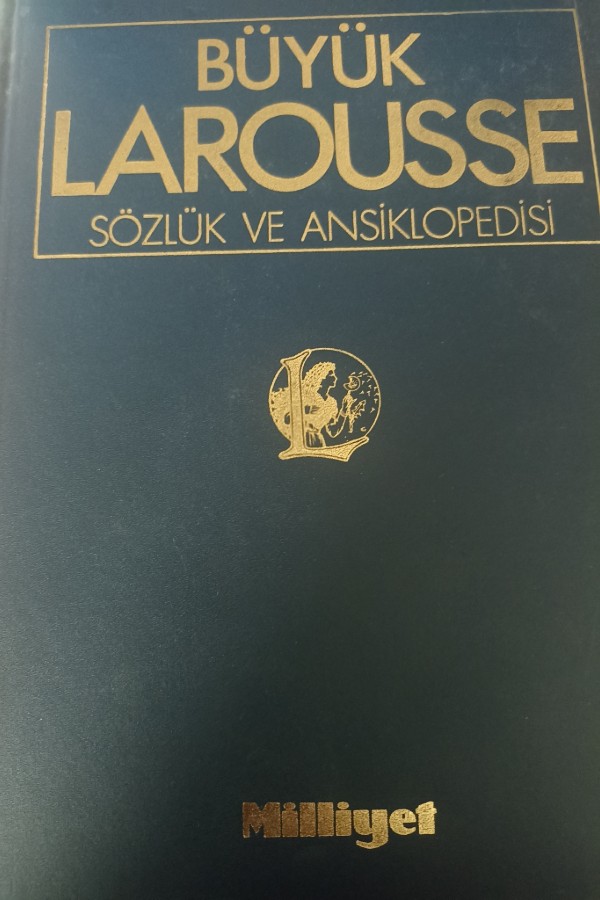 BÜYÜK
LAROUSSE
SÖZLÜK VE ANSİKLOPEDİSİ
L
Milliyet